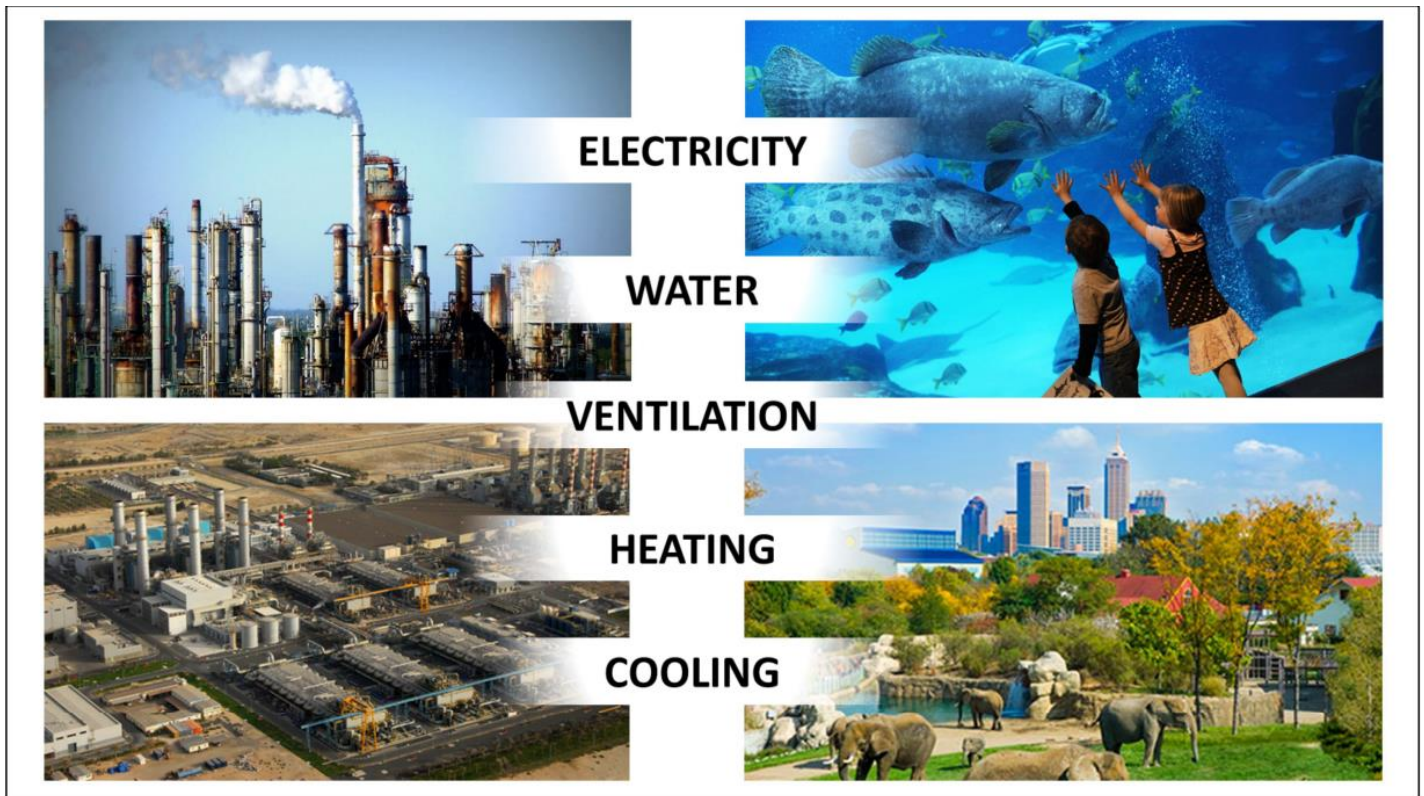 ELECTRICITY
WATER
VENTILATION
HEATING
COOLING